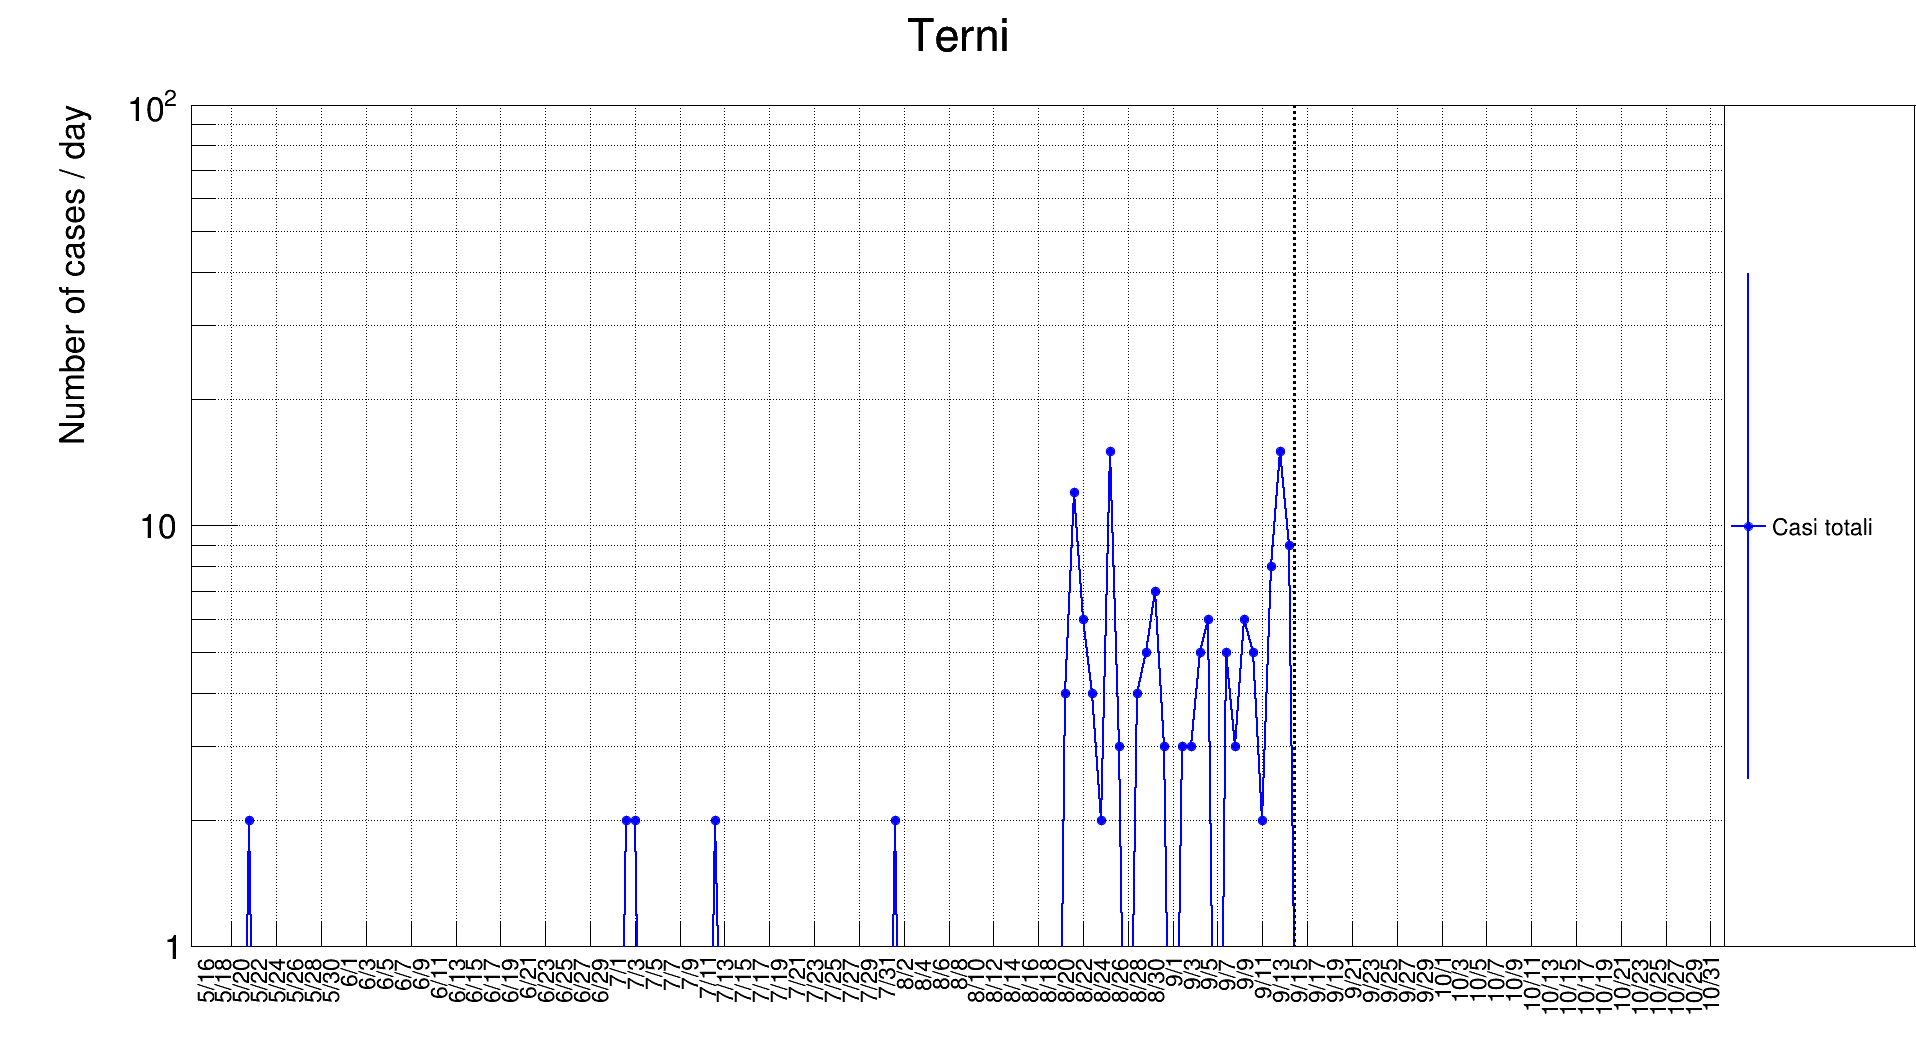 Terni
Number of cases / day
10²
10
1
5/16 5/18 5/20 5/22 5/24 5/26 5/28 5/30 6/1 6/3 6/5 6/7 6/9 6/11 6/13 6/15 6/17 6/19 6/21 6/23 6/25 6/27 6/29 7/1 7/3 7/5 7/7 7/9 7/11 7/13 7/15 7/17 7/19 7/21 7/23 7/25 7/27 7/29 7/31 8/2 8/4 8/6 8/8 8/10 8/12 8/14 8/16 8/18 8/20 8/22 8/24 8/26 8/28 8/30 9/1 9/3 9/5 9/7 9/9 9/11 9/13 9/15 9/17 9/19 9/21 9/23 9/25 9/27 9/29 10/1 10/3 10/5 10/7 10/9 10/11 10/13 10/15 10/17 10/19 10/21 10/23 10/25 10/27 10/29 10/31
Casi totali